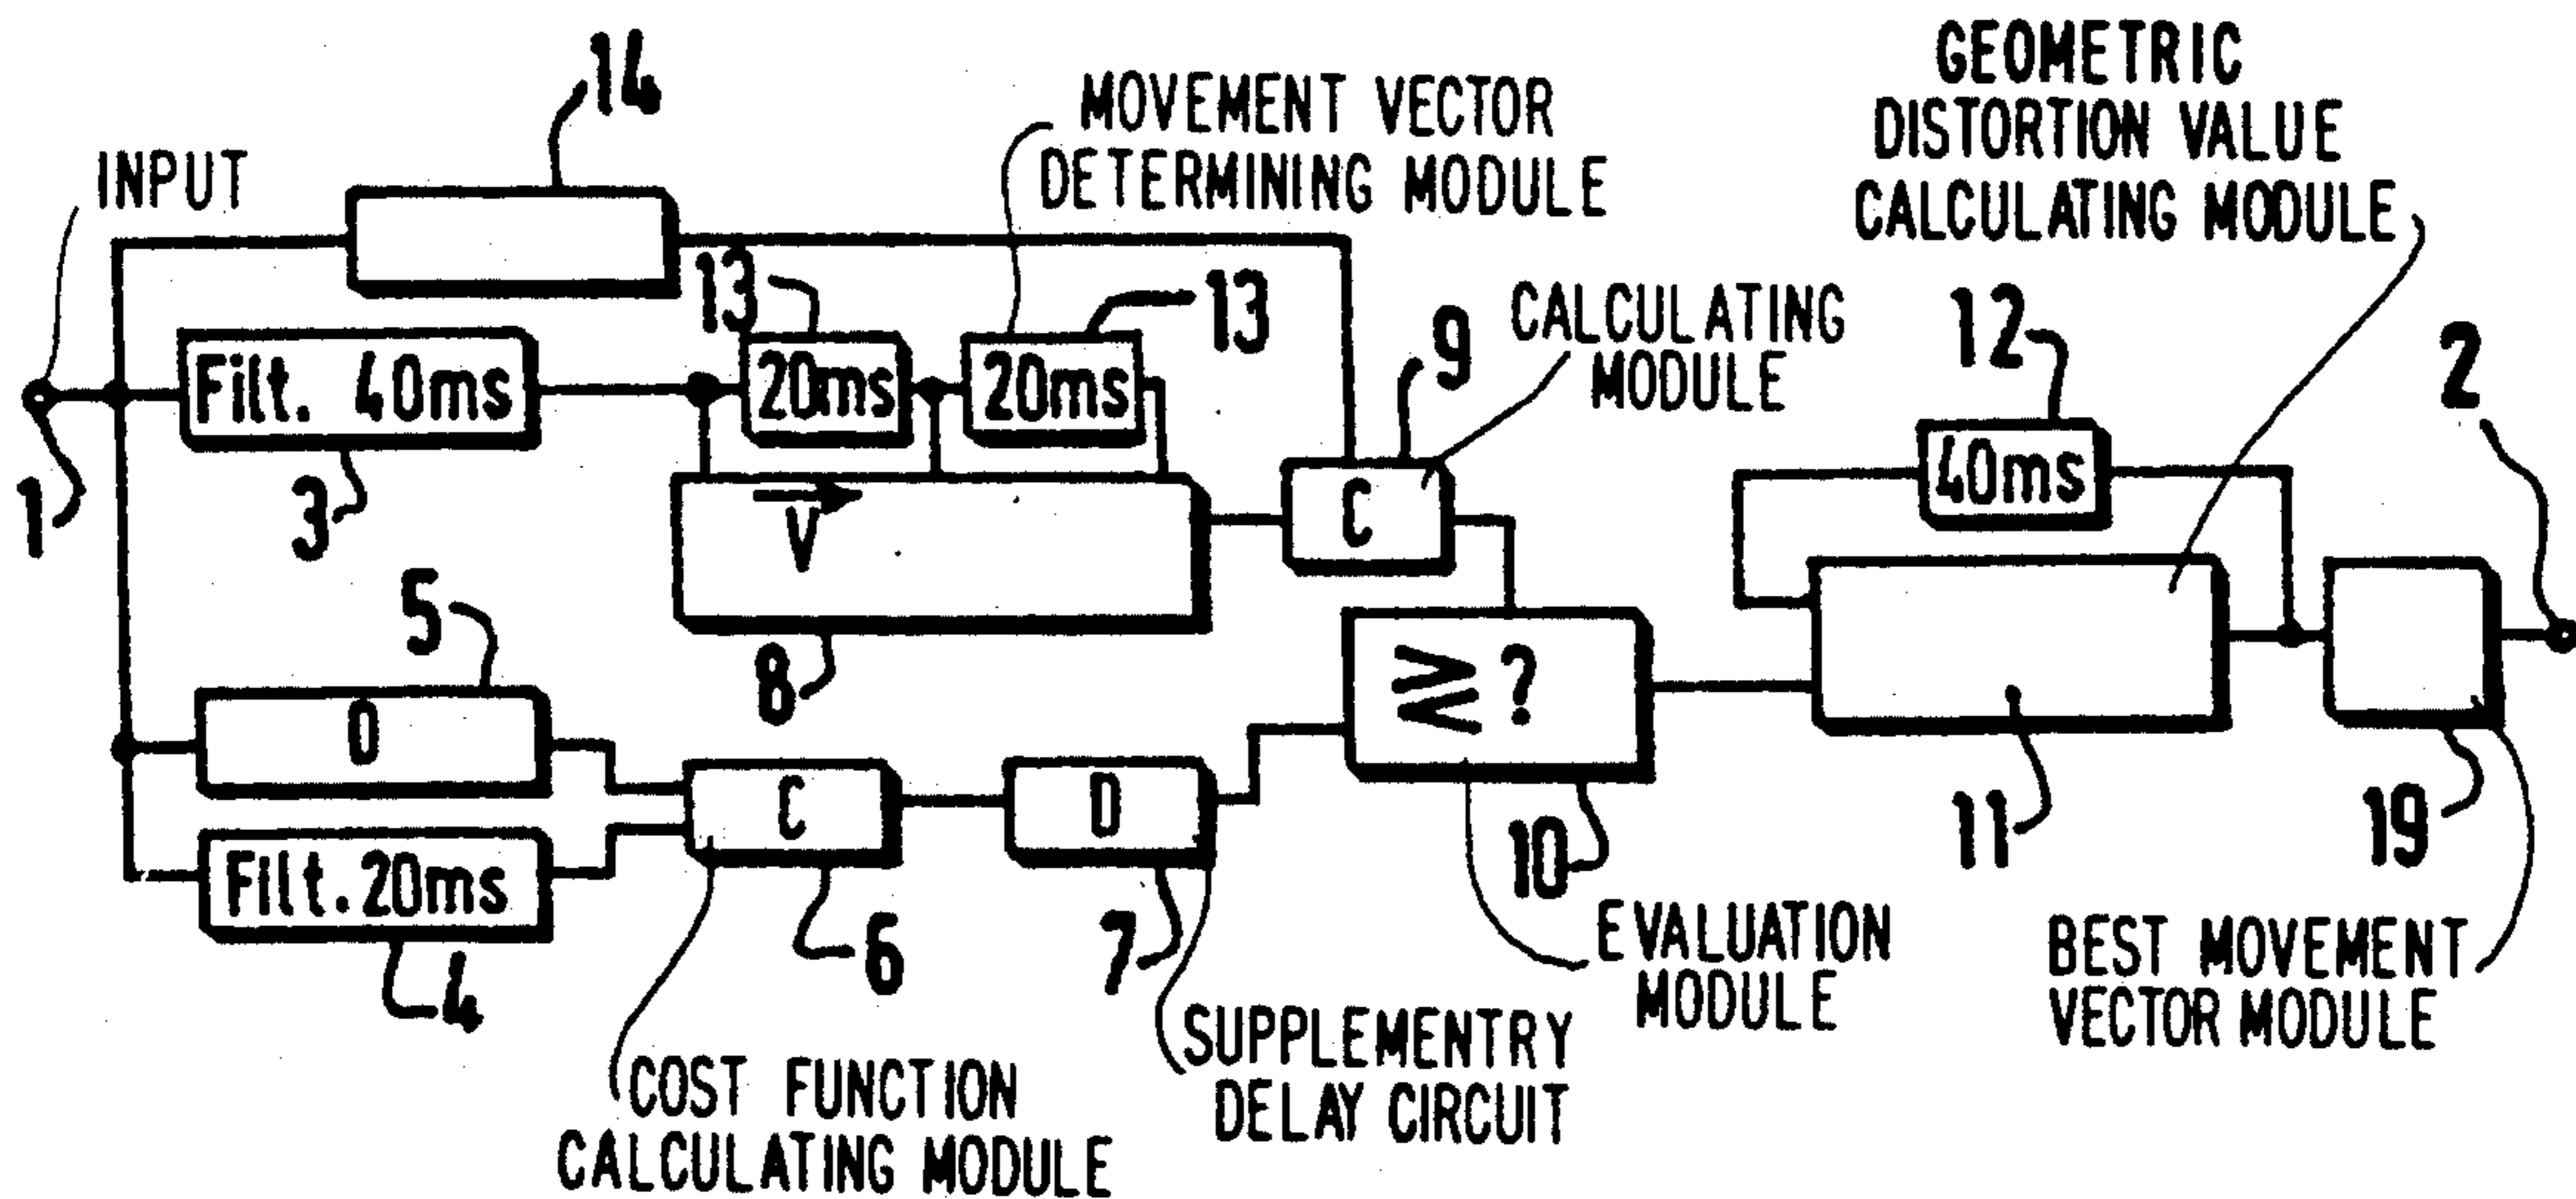 14
INPUT
MOVEMENT VECTOR
DETERMINING MODULE
GEOMETRIC
DISTORTION VALUE
CALCULATING MODULE
13
13
Filt. 40ms
20ms
20ms
9
CALCULATING
MODULE
12
2
1
3
V
C
40ms
5
8
≥ ?
D
C
D
10
11
19
Filt. 20ms
4
6
7
EVALUATION
MODULE
BEST MOVEMENT
VECTOR MODULE
SUPPLEMENTRY
DELAY CIRCUIT
COST FUNCTION
CALCULATING MODULE